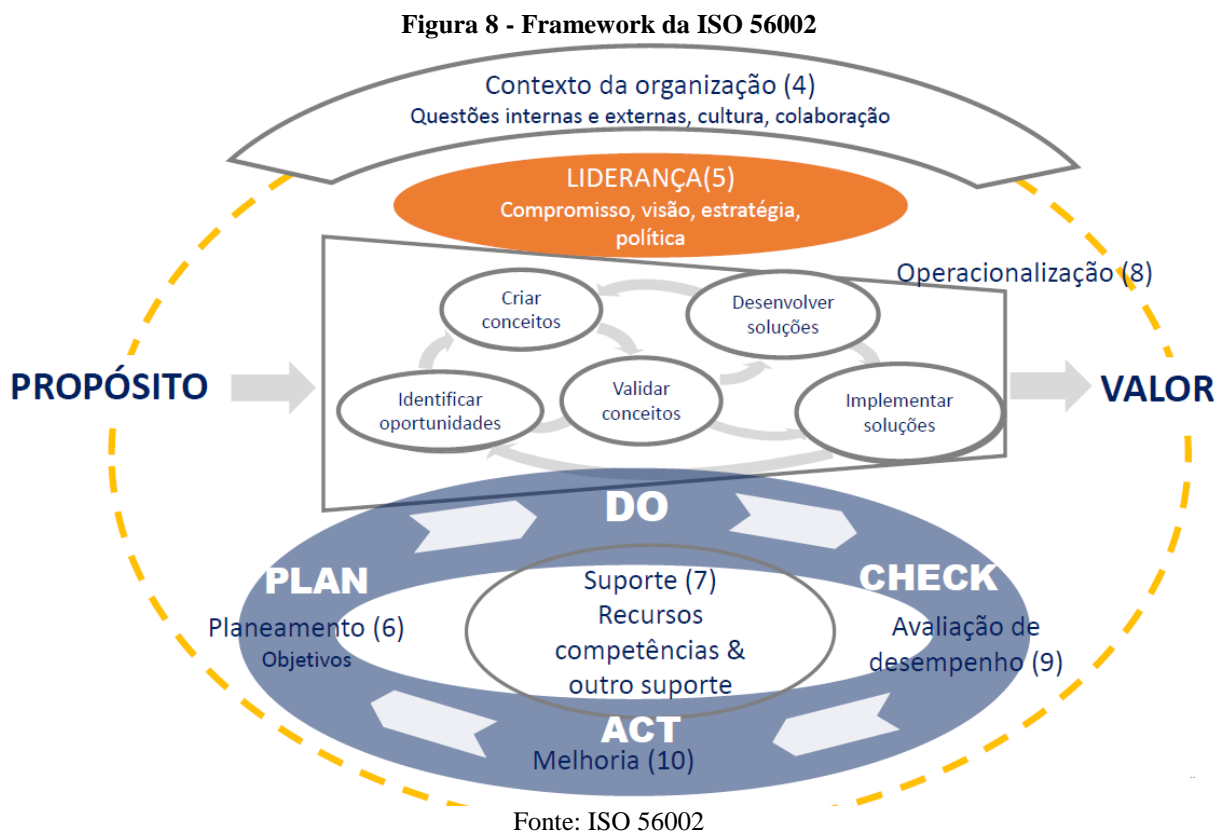 Figura 8 - Framework da ISO 56002
Contexto da organização (4)
Questões internas e externas, cultura, colaboração
LIDERANÇA(5)
Compromisso, visão, estratégia,
política
Operacionalização (8)
Criar
conceitos
Desenvolver
soluções
PROPÓSITO
Identificar
oportunidades
Validar
conceitos
Implementar
soluções
VALOR
DO
PLAN
Planeamento (6)
Objetivos
Suporte (7)
Recursos
competências &
outro suporte
CHECK
Avaliação de
desempenho (9)
ACT
Melhoria (10)
Fonte: ISO 56002